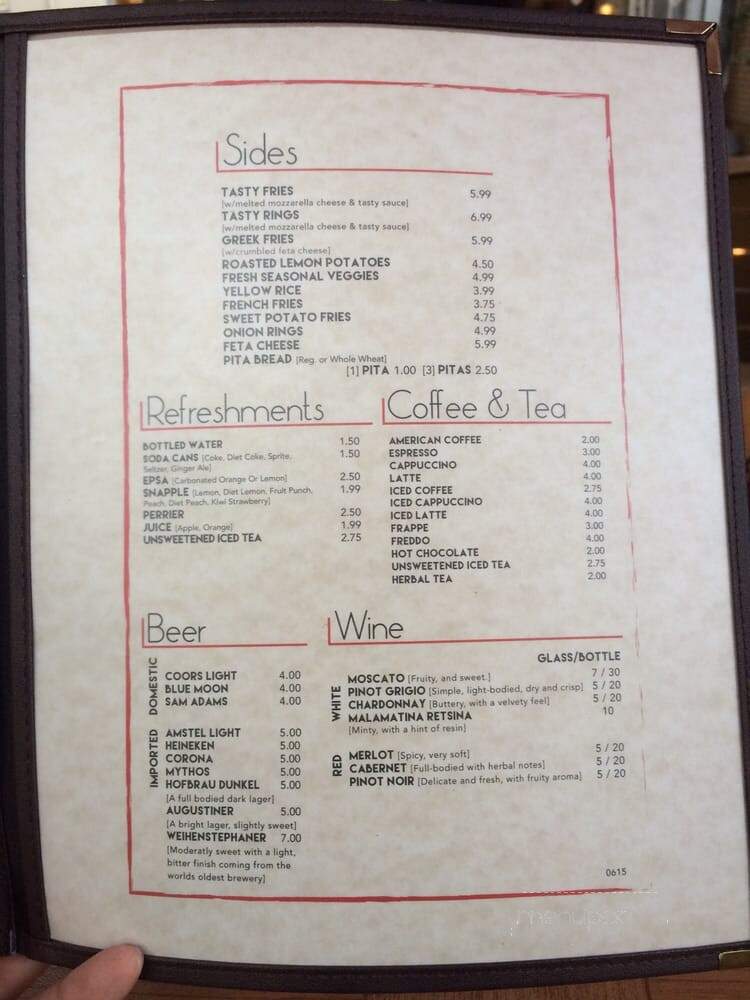 Sides
TASTY FRIES 5.99
[w/melted mozzarella cheese & tasty sauce]
TASTY RINGS 6.99
[w/melted mozzarella cheese & tasty sauce]
GREEK FRIES 5.99
[w/crumbled feta cheese]
ROASTED LEMON POTATOES 4.50
FRESH SEASONAL VEGGIES 4.99
YELLOW RICE 3.99
FRENCH FRIES 3.75
SWEET POTATO FRIES 4.75
ONION RINGS 4.99
FETA CHEESE 5.99
PITA BREAD [Reg. or Whole Wheat]
[1] PITA 1.00 [3] PITAS 2.50
Refreshments
BOTTLED WATER 1.50
SODA CANS [Coke, Diet Coke, Sprite, 1.50
Seltzer, Ginger Ale]
EPSA [Carbonated Orange Or Lemon] 2.50
SNAPPLE [Lemon, Diet Lemon, Fruit Punch, 1.99
Peach, Diet Peach, Kiwi Strawberry]
PERRIER 2.50
JUICE [Apple, Orange] 1.99
UNSWEETENED ICED TEA 2.75
Coffee & Tea
AMERICAN COFFEE 2.00
ESPRESSO 3.00
CAPPUCCINO 4.00
LATTE 4.00
ICED COFFEE 2.75
ICED CAPPUCCINO 4.00
ICED LATTE 4.00
FRAPPE 3.00
FREDDO 4.00
HOT CHOCOLATE 2.00
UNSWEETENED ICED TEA 2.75
HERBAL TEA 2.00
Beer
DOMESTIC
COORS LIGHT 4.00
BLUE MOON 4.00
SAM ADAMS 4.00
IMPORTED
AMSTEL LIGHT 5.00
HEINEKEN 5.00
CORONA 5.00
MYTHOS 5.00
HOFBRAU DUNKEL 5.00
[A full bodied dark lager]
AUGUSTINER 5.00
[A bright lager, slightly sweet]
WEIHENSTEPHANER 7.00
[Moderatly sweet with a light,
bitter finish coming from the
worlds oldest brewery]
Wine
GLASS/BOTTLE
WHITE
MOSCATO [Fruity, and sweet.] 7 / 30
PINOT GRIGIO [Simple, light-bodied, dry and crisp] 5 / 20
CHARDONNAY [Buttery, with a velvety feel] 5 / 20
MALAMATINA RETSINA 10
[Minty, with a hint of resin]
RED
MERLOT [Spicy, very soft] 5 / 20
CABERNET [Full-bodied with herbal notes] 5 / 20
PINOT NOIR [Delicate and fresh, with fruity aroma] 5 / 20
0615